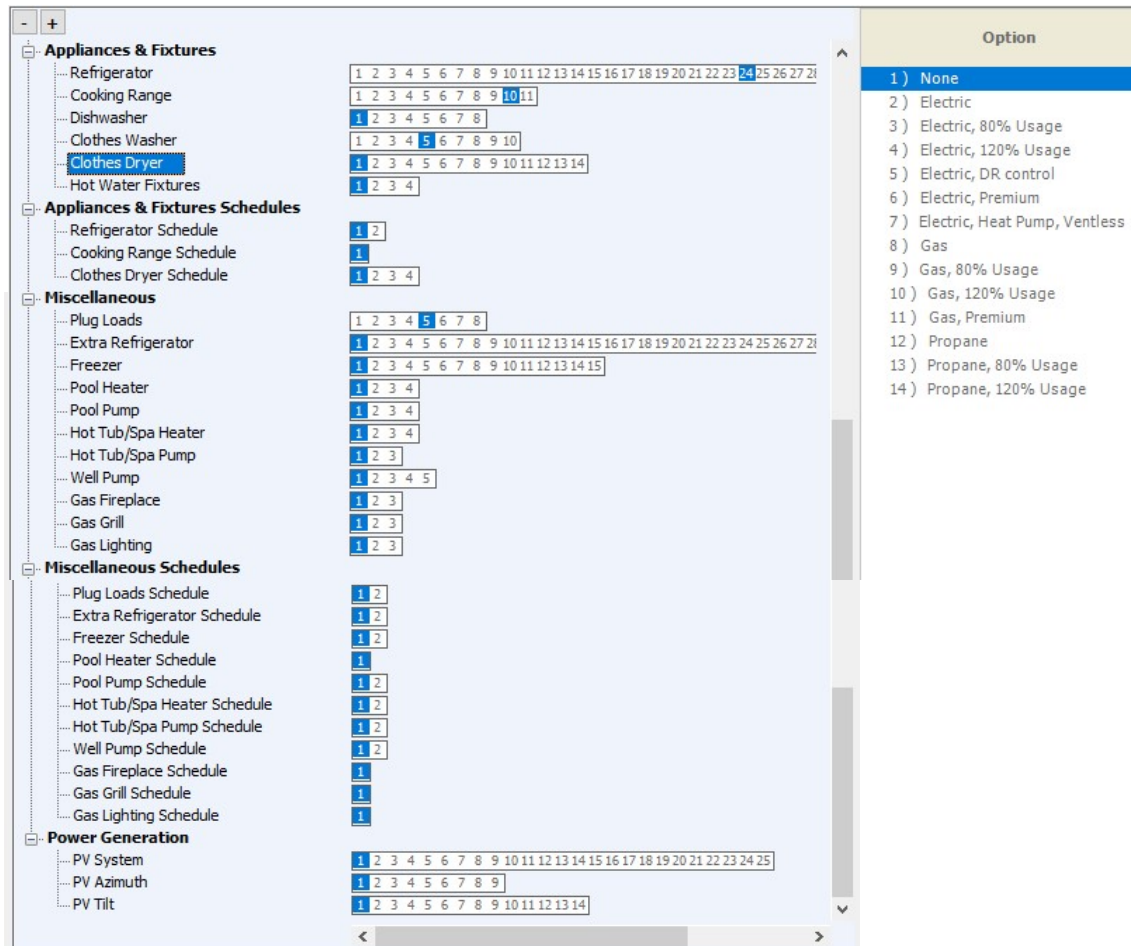 - +
Appliances & Fixtures
Refrigerator 1 2 3 4 5 6 7 8 9 10 11 12 13 14 15 16 17 18 19 20 21 22 23 24 25 26 27 28
Cooking Range 1 2 3 4 5 6 7 8 9 10 11
Dishwasher 1 2 3 4 5 6 7 8
Clothes Washer 1 2 3 4 5 6 7 8 9 10
Clothes Dryer 1 2 3 4 5 6 7 8 9 10 11 12 13 14
Hot Water Fixtures 1 2 3 4
Appliances & Fixtures Schedules
Refrigerator Schedule 1 2
Cooking Range Schedule 1
Clothes Dryer Schedule 1 2 3 4
Miscellaneous
Plug Loads 1 2 3 4 5 6 7 8
Extra Refrigerator 1 2 3 4 5 6 7 8 9 10 11 12 13 14 15 16 17 18 19 20 21 22 23 24 25 26 27 28
Freezer 1 2 3 4 5 6 7 8 9 10 11 12 13 14 15
Pool Heater 1 2 3 4
Pool Pump 1 2 3 4
Hot Tub/Spa Heater 1 2 3 4
Hot Tub/Spa Pump 1 2 3
Well Pump 1 2 3 4 5
Gas Fireplace 1 2 3
Gas Grill 1 2 3
Gas Lighting 1 2 3
Miscellaneous Schedules
Plug Loads Schedule 1 2
Extra Refrigerator Schedule 1 2
Freezer Schedule 1 2
Pool Heater Schedule 1
Pool Pump Schedule 1 2
Hot Tub/Spa Heater Schedule 1 2
Hot Tub/Spa Pump Schedule 1 2
Well Pump Schedule 1 2
Gas Fireplace Schedule 1
Gas Grill Schedule 1
Gas Lighting Schedule 1
Power Generation
PV System 1 2 3 4 5 6 7 8 9 10 11 12 13 14 15 16 17 18 19 20 21 22 23 24 25
PV Azimuth 1 2 3 4 5 6 7 8 9
PV Tilt 1 2 3 4 5 6 7 8 9 10 11 12 13 14
Option
1 ) None
2 ) Electric
3 ) Electric, 80% Usage
4 ) Electric, 120% Usage
5 ) Electric, DR control
6 ) Electric, Premium
7 ) Electric, Heat Pump, Ventless
8 ) Gas
9 ) Gas, 80% Usage
10 ) Gas, 120% Usage
11 ) Gas, Premium
12 ) Propane
13 ) Propane, 80% Usage
14 ) Propane, 120% Usage